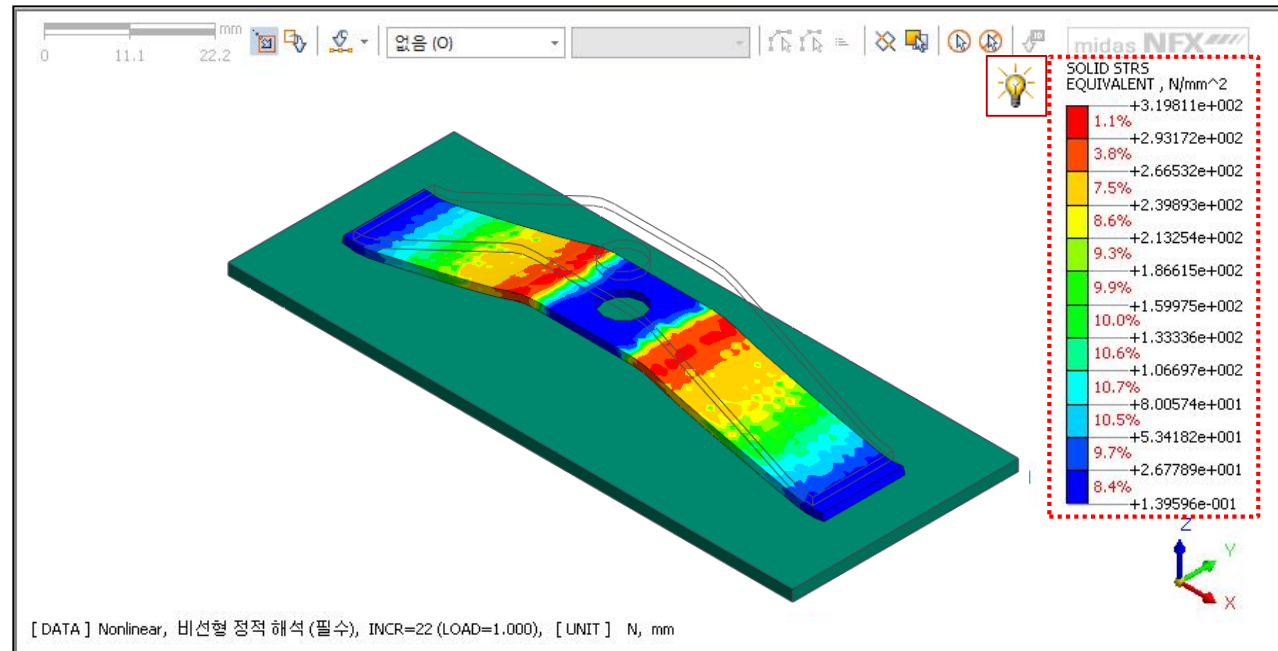 mm
0 11.1 22.2
없음 (0)
midas NFX
SOLID STRS
EQUIVALENT , N/mm^2
+3.19811e+002
1.1%
+2.93172e+002
3.8%
+2.66532e+002
7.5%
+2.39893e+002
8.6%
+2.13254e+002
9.3%
+1.86615e+002
9.9%
+1.59975e+002
10.0%
+1.33336e+002
10.6%
+1.06697e+002
10.7%
+8.00574e+001
10.5%
+5.34182e+001
9.7%
+2.67789e+001
8.4%
+1.39596e-001
Z
Y
X
[ DATA ] Nonlinear, 비선형 정적 해석 (필수), INCR=22 (LOAD=1.000), [ UNIT ] N, mm